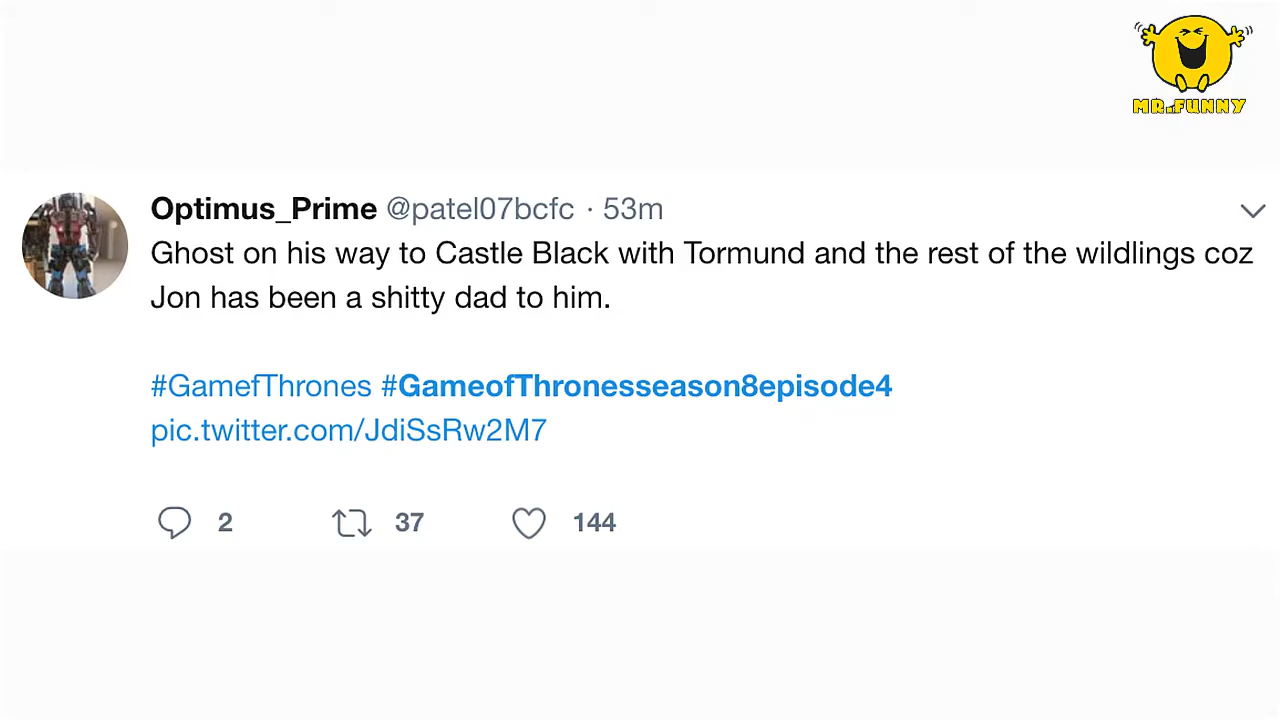 MR.FUNNY
Optimus_Prime @patel07bcfc · 53m
Ghost on his way to Castle Black with Tormund and the rest of the wildlings coz
Jon has been a shitty dad to him.
#GamefThrones #GameofThronesseason8episode4
pic.twitter.com/JdiSsRw2M7
2 37 144